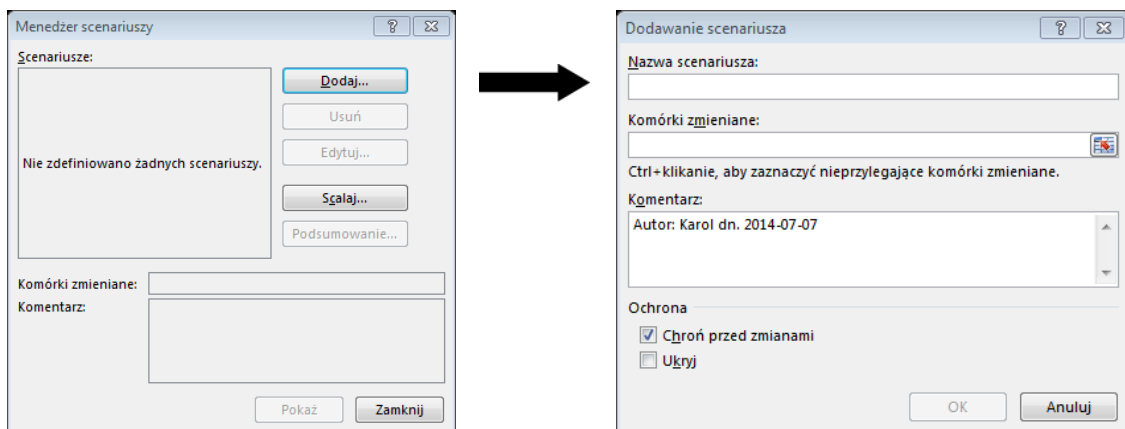 Menedżer scenariuszy
Scenariusze:
Nie zdefiniowano żadnych scenariuszy.
Dodaj...
Usuń
Edytuj...
Scalaj...
Podsumowanie...
Komórki zmieniane:
Komentarz:
Pokaż
Zamknij
Dodawanie scenariusza
Nazwa scenariusza:
Komórki zmieniane:
Ctrl+klikanie, aby zaznaczyć nieprzylegające komórki zmieniane.
Komentarz:
Autor: Karol dn. 2014-07-07
Ochrona
Chroń przed zmianami
Ukryj
OK
Anuluj